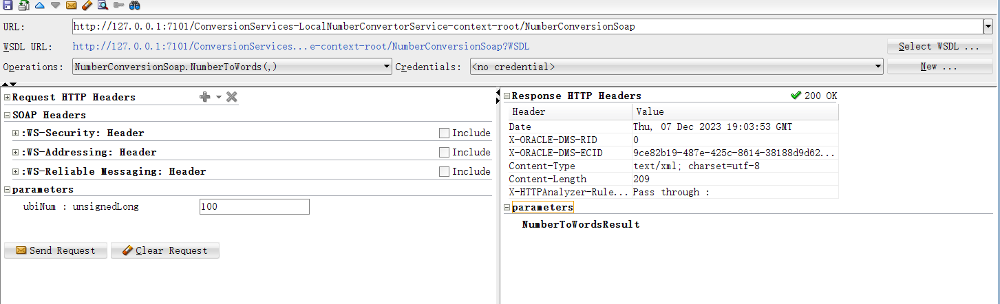 URL: http://127.0.0.1:7101/ConversionServices-LocalNumberConvertorService-context-root/NumberConversionSoap
WSDL URL: http://127.0.0.1:7101/ConversionServices...e-context-root/NumberConversionSoap?WSDL Select WSDL ...
Operations: NumberConversionSoap.NumberToWords(,) Credentials: <no credential> New ...
Request HTTP Headers
SOAP Headers
:WS-Security: Header Include
:WS-Addressing: Header Include
:WS-Reliable Messaging: Header Include
parameters
ubiNum : unsignedLong 100
Send Request Clear Request
Response HTTP Headers 200 OK
Header Value
Date Thu, 07 Dec 2023 19:03:53 GMT
X-ORACLE-DMS-RID 0
X-ORACLE-DMS-ECID 9ce82b19-487e-425c-8614-38188d9d62...
Content-Type text/xml; charset=utf-8
Content-Length 209
X-HTTPAnalyzer-Rule... Pass through :
parameters
NumberToWordsResult